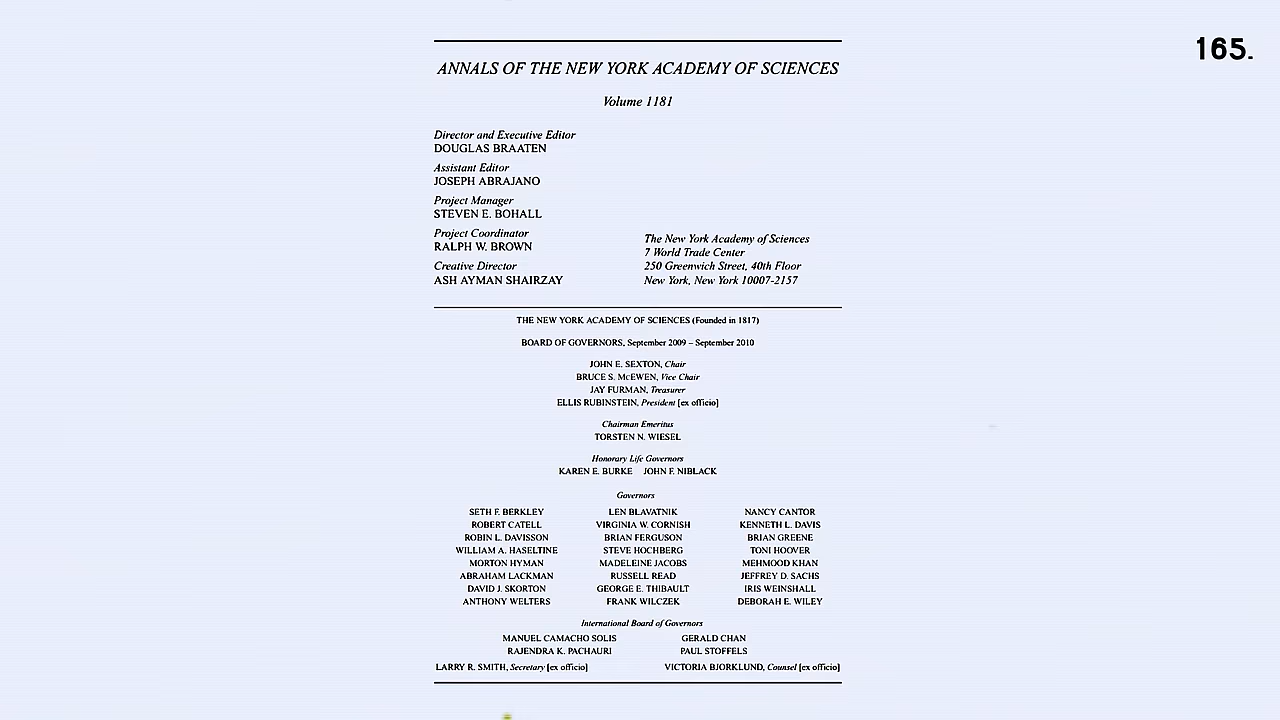 165.
ANNALS OF THE NEW YORK ACADEMY OF SCIENCES
Volume 1181
Director and Executive Editor
DOUGLAS BRAATEN
Assistant Editor
JOSEPH ABRAJANO
Project Manager
STEVEN E. BOHALL
Project Coordinator
RALPH W. BROWN
Creative Director
ASH AYMAN SHAIRZAY
The New York Academy of Sciences
7 World Trade Center
250 Greenwich Street, 40th Floor
New York, New York 10007-2157
THE NEW YORK ACADEMY OF SCIENCES (Founded in 1817)
BOARD OF GOVERNORS, September 2009 – September 2010
JOHN E. SEXTON, Chair
BRUCE S. McEWEN, Vice Chair
JAY FURMAN, Treasurer
ELLIS RUBINSTEIN, President [ex officio]
Chairman Emeritus
TORSTEN N. WIESEL
Honorary Life Governors
KAREN E. BURKE JOHN F. NIBLACK
Governors
SETH F. BERKLEY LEN BLAVATNIK NANCY CANTOR
ROBERT CATELL VIRGINIA W. CORNISH KENNETH L. DAVIS
ROBIN L. DAVISSON BRIAN FERGUSON BRIAN GREENE
WILLIAM A. HASELTINE STEVE HOCHBERG TONI HOOVER
MORTON HYMAN MADELEINE JACOBS MEHMOOD KHAN
ABRAHAM LACKMAN RUSSELL READ JEFFREY D. SACHS
DAVID J. SKORTON GEORGE E. THIBAULT IRIS WEINSHALL
ANTHONY WELTERS FRANK WILCZEK DEBORAH E. WILEY
International Board of Governors
MANUEL CAMACHO SOLIS GERALD CHAN
RAJENDRA K. PACHAURI PAUL STOFFELS
LARRY R. SMITH, Secretary [ex officio] VICTORIA BJORKLUND, Counsel [ex officio]